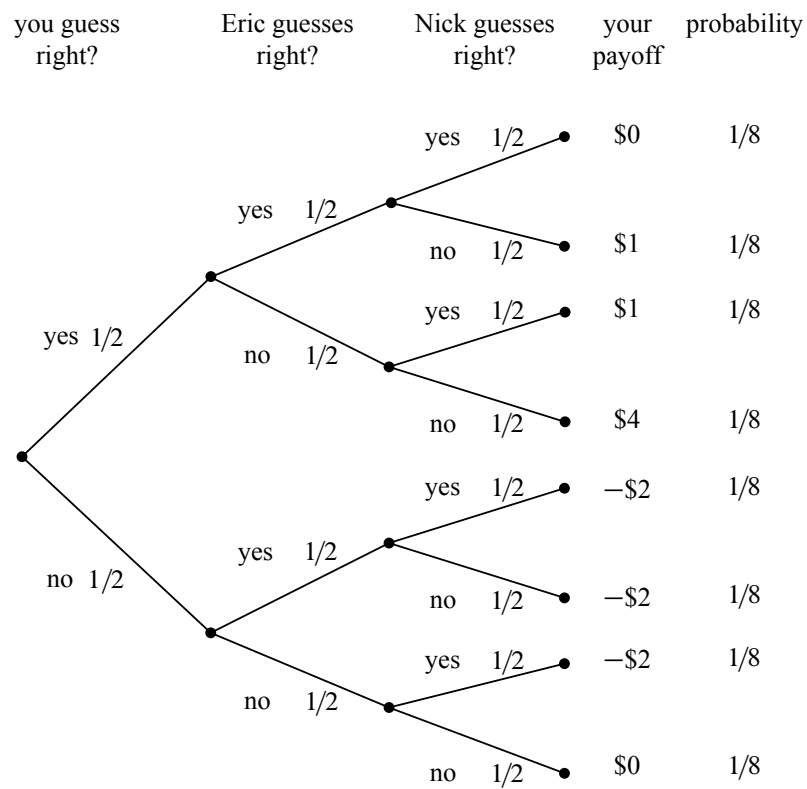 you guess right?
Eric guesses right?
Nick guesses right?
your payoff
probability
yes 1/2 $0 1/8
yes 1/2
no 1/2 $1 1/8
yes 1/2 $1 1/8
yes 1/2
no 1/2
no 1/2 $4 1/8
yes 1/2 −$2 1/8
yes 1/2
no 1/2
no 1/2 −$2 1/8
yes 1/2 −$2 1/8
no 1/2
no 1/2 $0 1/8